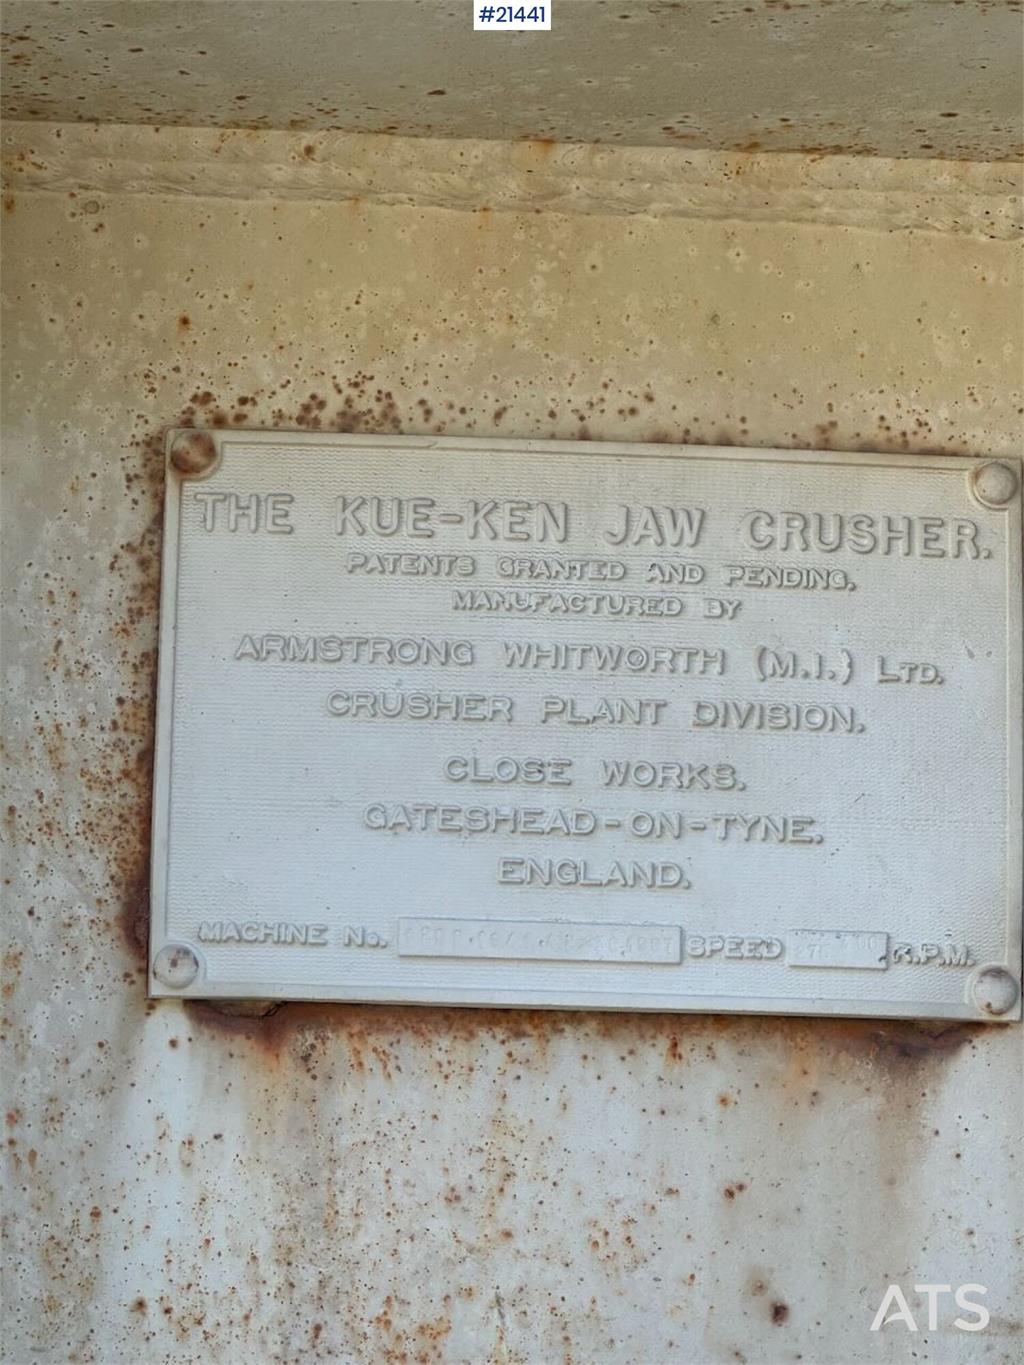 #21441
THE KUE-KEN JAW CRUSHER.
PATENTS GRANTED AND PENDING.
MANUFACTURED BY
ARMSTRONG WHITWORTH (M.I.) LTD.
CRUSHER PLANT DIVISION.
CLOSE WORKS.
GATESHEAD-ON-TYNE.
ENGLAND.
MACHINE No. SPEED R.P.M.
ATS